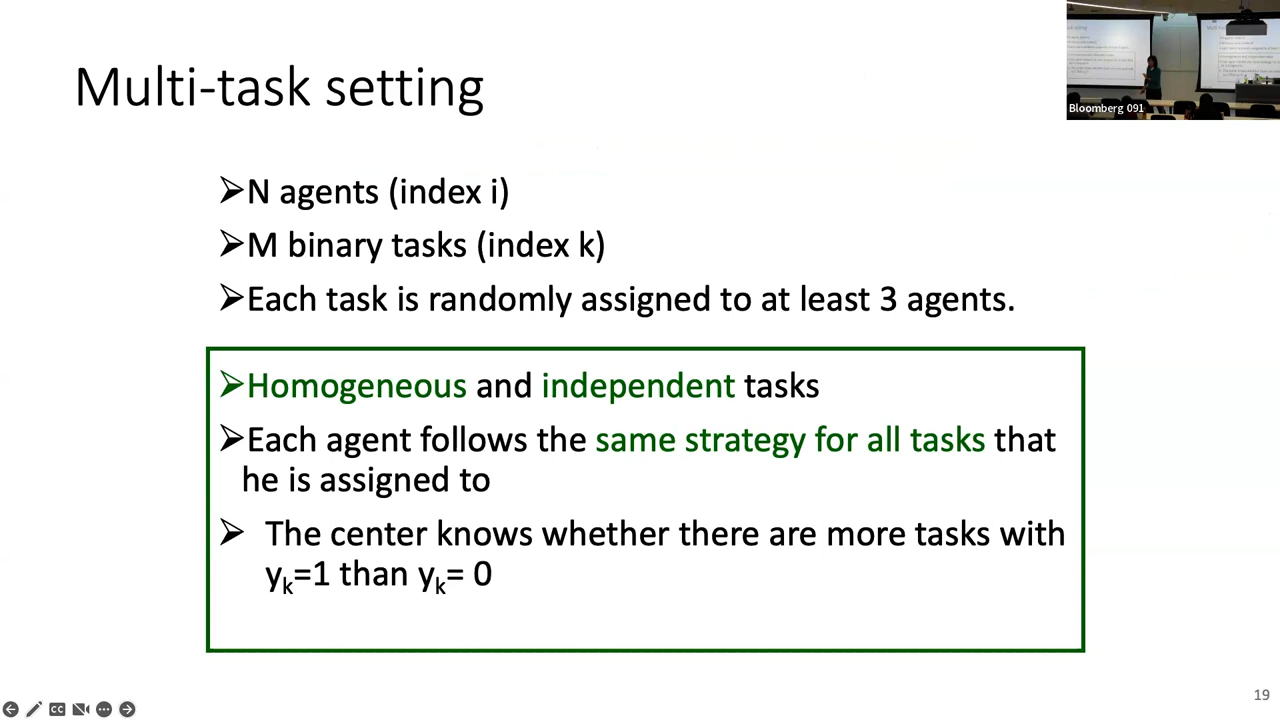 Multi-task setting
Bloomberg 091
➢N agents (index i)
➢M binary tasks (index k)
➢Each task is randomly assigned to at least 3 agents.
➢Homogeneous and independent tasks
➢Each agent follows the same strategy for all tasks that
he is assigned to
➢ The center knows whether there are more tasks with
yk=1 than yk= 0
19